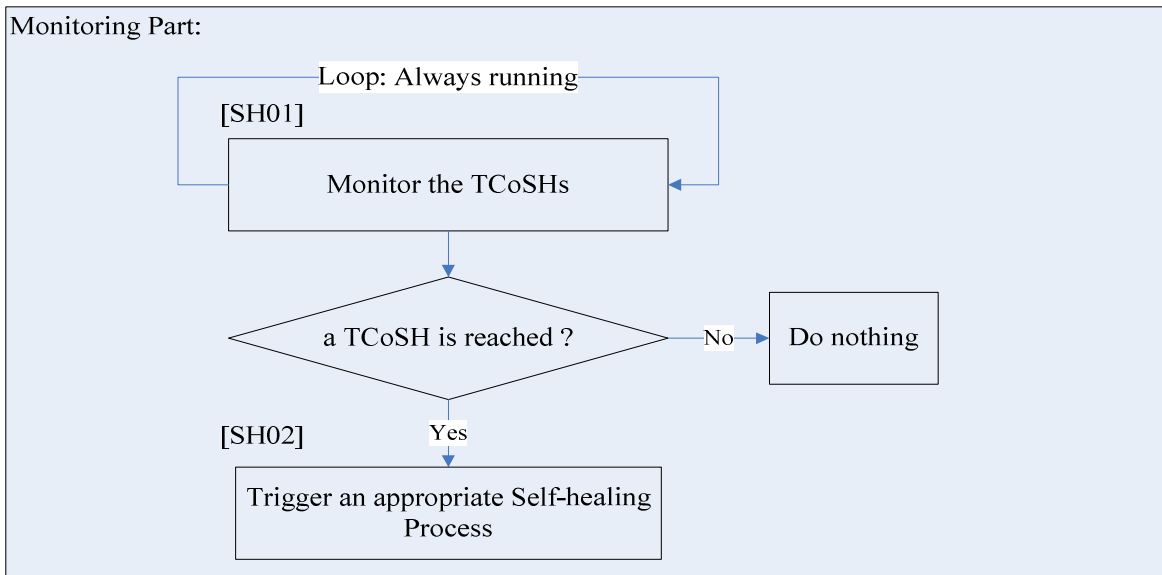 Monitoring Part:
Loop: Always running
[SH01]
Monitor the TCoSHs
a TCoSH is reached ?
No
Do nothing
Yes
[SH02]
Trigger an appropriate Self-healing
Process